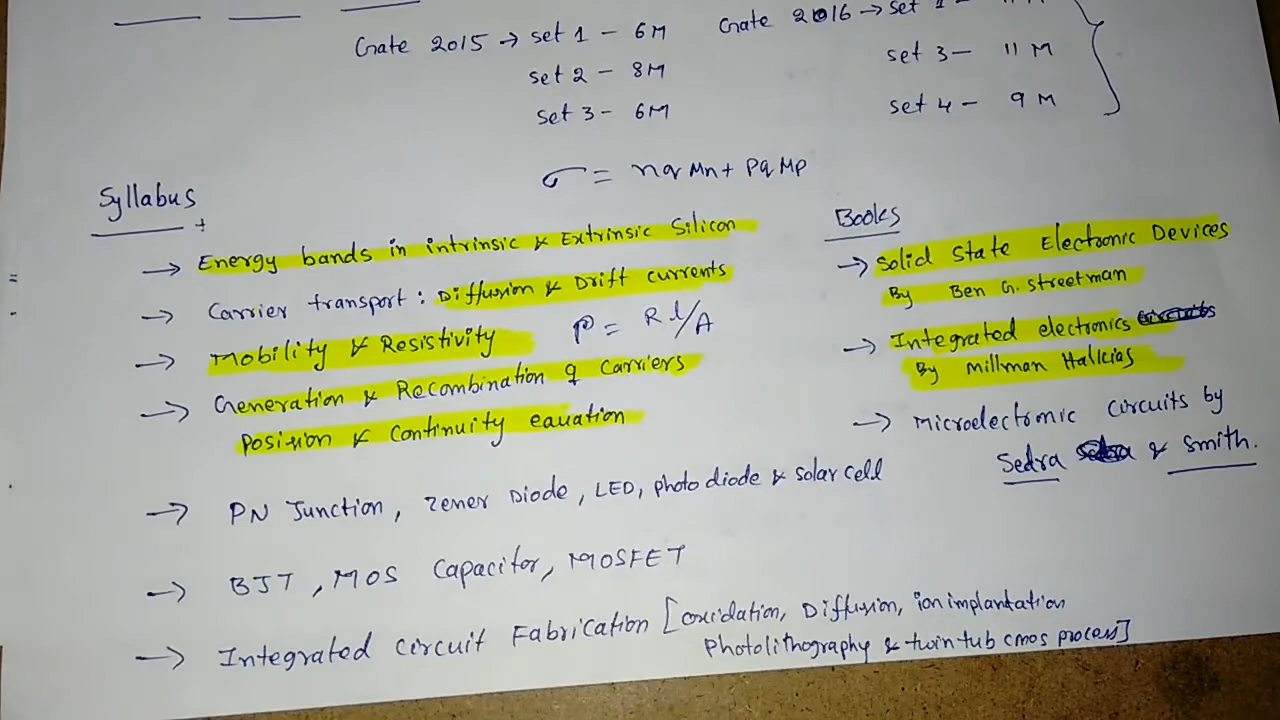 Gate 2015 → set 1 - 6M
set 2 - 8M
set 3 - 6M
Gate 2016 → set 1 -
set 3 - 11 M
set 4 - 9 M
σ = nqμn + pqμp
Syllabus
→ Energy bands in intrinsic & Extrinsic Silicon
→ Carrier transport : Diffusion & Drift currents
→ Mobility & Resistivity
ρ = R l/A
→ Generation & Recombination of Carriers
& Continuity equation
→ PN Junction, Zener Diode, LED, photo diode & solar cell
→ BJT, MOS Capacitor, MOSFET
→ Integrated circuit Fabrication [oxidation, Diffusion, ion implantation
Photolithography & twin tub cmos process]
Books
→ Solid State Electronic Devices
By Ben G. Streetman
→ Integrated electronics
By Millman Halkias
→ Microelectronic Circuits by
Sedra & Smith.